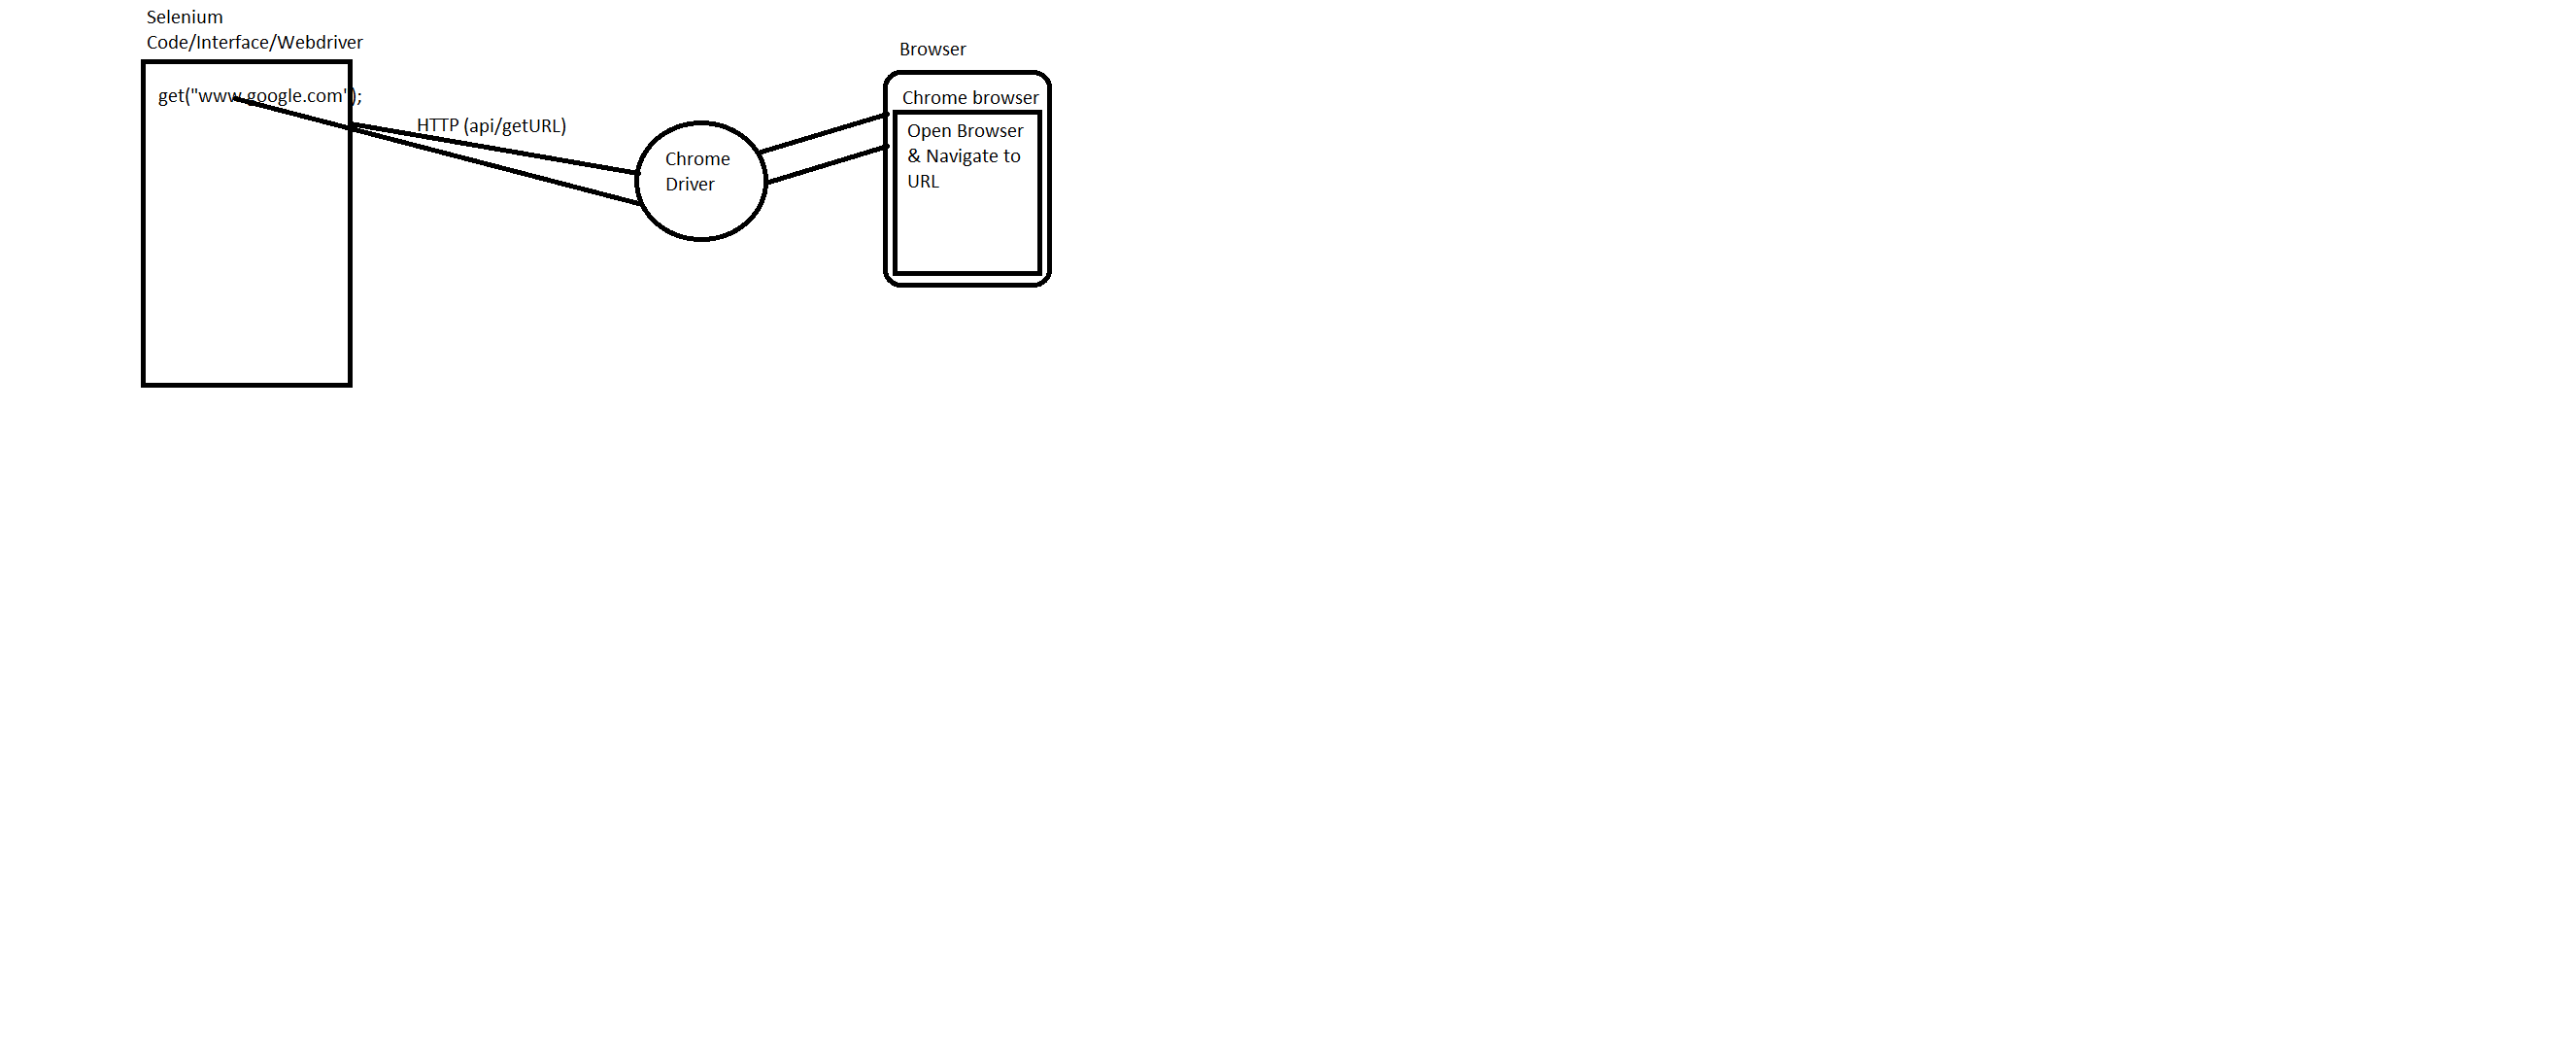 Selenium
Code/Interface/Webdriver
get("www.google.com");
HTTP (api/getURL)
Chrome
Driver
Browser
Chrome browser
Open Browser
& Navigate to
URL